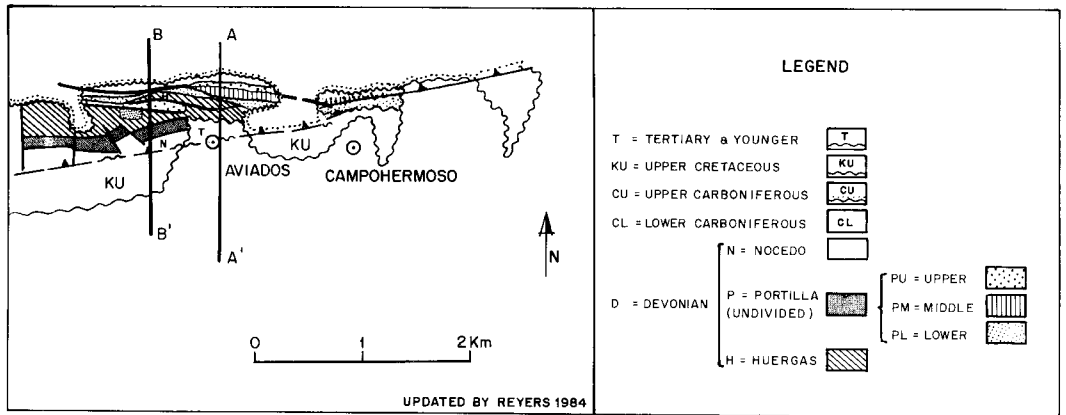 B A
H
T
N
KU
KU
AVIADOS
CAMPOHERMOSO
B'
A'
N
0 1 2 Km
UPDATED BY REYERS 1984
LEGEND
T = TERTIARY & YOUNGER T
KU = UPPER CRETACEOUS KU
CU = UPPER CARBONIFEROUS CU
CL = LOWER CARBONIFEROUS CL
N = NOCEDO
D = DEVONIAN
P = PORTILLA
(UNDIVIDED)
H = HUERGAS
PU = UPPER
PM = MIDDLE
PL = LOWER